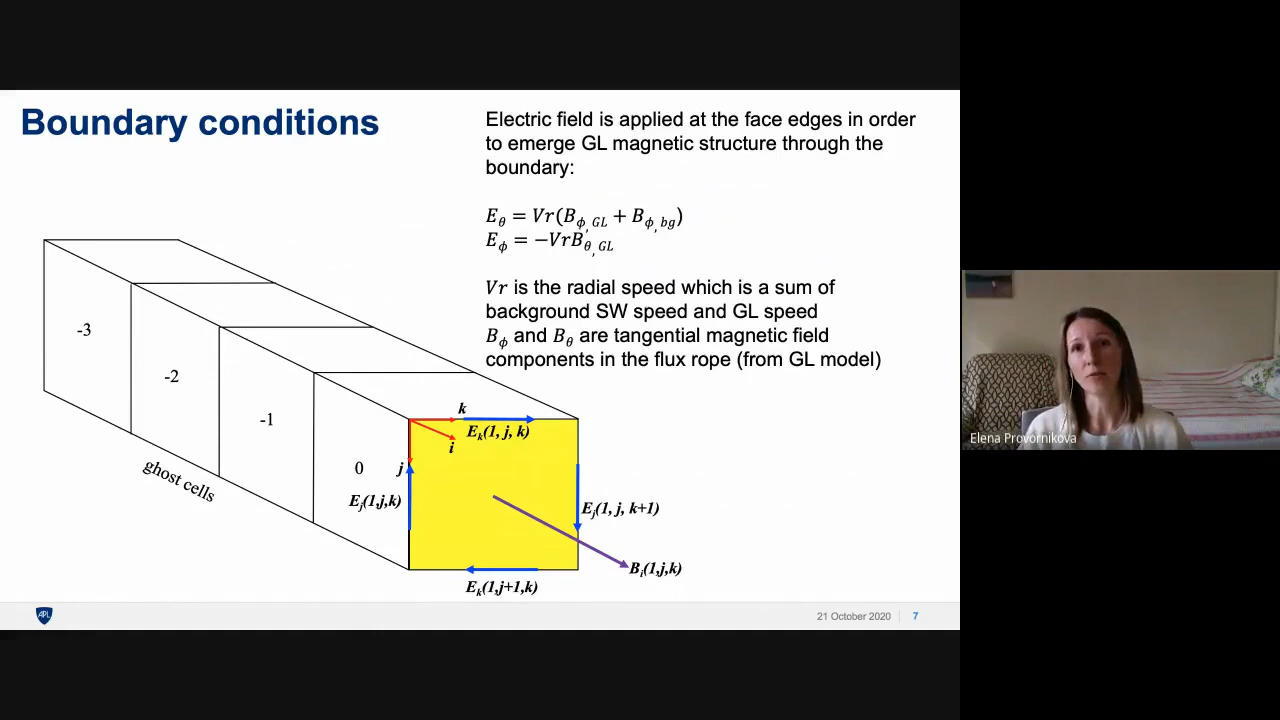 Boundary conditions
Electric field is applied at the face edges in order
to emerge GL magnetic structure through the
boundary:
E_θ = Vr(B_ϕ,GL + B_ϕ,bg)
E_ϕ = −VrB_θ,GL
Vr is the radial speed which is a sum of
background SW speed and GL speed
B_ϕ and B_θ are tangential magnetic field
components in the flux rope (from GL model)
-3
-2
-1
0
ghost cells
k
E_k(1, j, k)
i
j
E_j(1,j,k)
E_j(1, j, k+1)
B_i(1,j,k)
E_k(1,j+1,k)
APL
21 October 2020
7
Elena Provornikova